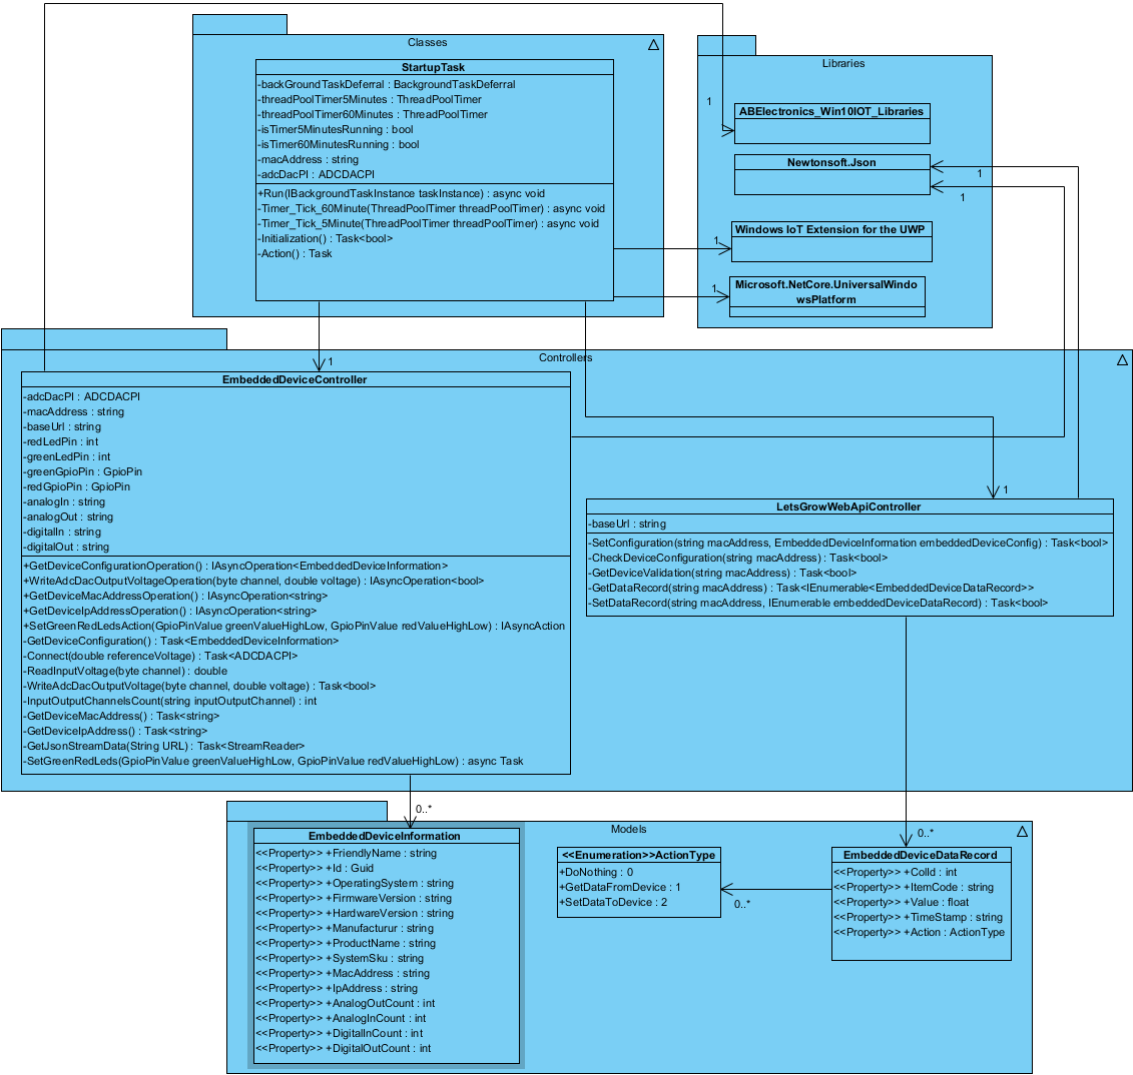 Classes
StartupTask
-backGroundTaskDeferral : BackgroundTaskDeferral
-threadPoolTimer5Minutes : ThreadPoolTimer
-threadPoolTimer60Minutes : ThreadPoolTimer
-isTimer5MinutesRunning : bool
-isTimer60MinutesRunning : bool
-macAddress : string
-adcDacPI : ADCDACPI
+Run(IBackgroundTaskInstance taskInstance) : async void
-Timer_Tick_60Minute(ThreadPoolTimer threadPoolTimer) : async void
-Timer_Tick_5Minute(ThreadPoolTimer threadPoolTimer) : async void
-Initialization() : Task<bool>
-Action() : Task
Libraries
1
ABElectronics_Win10IOT_Libraries
Newtonsoft.Json
1
1
Windows IoT Extension for the UWP
1
Microsoft.NetCore.UniversalWindo
wsPlatform
1
Controllers
1
EmbeddedDeviceController
-adcDacPI : ADCDACPI
-macAddress : string
-baseUrl : string
-redLedPin : int
-greenLedPin : int
-greenGpioPin : GpioPin
-redGpioPin : GpioPin
-analogIn : string
-analogOut : string
-digitalIn : string
-digitalOut : string
+GetDeviceConfigurationOperation() : IAsyncOperation<EmbeddedDeviceInformation>
+WriteAdcDacOutputVoltageOperation(byte channel, double voltage) : IAsyncOperation<bool>
+GetDeviceMacAddressOperation() : IAsyncOperation<string>
+GetDeviceIpAddressOperation() : IAsyncOperation<string>
+SetGreenRedLedsAction(GpioPinValue greenValueHighLow, GpioPinValue redValueHighLow) : IAsyncAction
-GetDeviceConfiguration() : Task<EmbeddedDeviceInformation>
-Connect(double referenceVoltage) : Task<ADCDACPI>
-ReadInputVoltage(byte channel) : double
-WriteAdcDacOutputVoltage(byte channel, double voltage) : Task<bool>
-InputOutputChannelsCount(string inputOutputChannel) : int
-GetDeviceMacAddress() : Task<string>
-GetDeviceIpAddress() : Task<string>
-GetJsonStreamData(String URL) : Task<StreamReader>
-SetGreenRedLeds(GpioPinValue greenValueHighLow, GpioPinValue redValueHighLow) : async Task
1
LetsGrowWebApiController
-baseUrl : string
-SetConfiguration(string macAddress, EmbeddedDeviceInformation embeddedDeviceConfig) : Task<bool>
-CheckDeviceConfiguration(string macAddress) : Task<bool>
-GetDeviceValidation(string macAddress) : Task<bool>
-GetDataRecord(string macAddress) : Task<IEnumerable<EmbeddedDeviceDataRecord>>
-SetDataRecord(string macAddress, IEnumerable embeddedDeviceDataRecord) : Task<bool>
0..*
Models
0..*
EmbeddedDeviceInformation
<<Property>> +FriendlyName : string
<<Property>> +Id : Guid
<<Property>> +OperatingSystem : string
<<Property>> +FirmwareVersion : string
<<Property>> +HardwareVersion : string
<<Property>> +Manufacturur : string
<<Property>> +ProductName : string
<<Property>> +SystemSku : string
<<Property>> +MacAddress : string
<<Property>> +IpAddress : string
<<Property>> +AnalogOutCount : int
<<Property>> +AnalogInCount : int
<<Property>> +DigitalInCount : int
<<Property>> +DigitalOutCount : int
<<Enumeration>>ActionType
+DoNothing : 0
+GetDataFromDevice : 1
+SetDataToDevice : 2
0..*
EmbeddedDeviceDataRecord
<<Property>> +ColId : int
<<Property>> +ItemCode : string
<<Property>> +Value : float
<<Property>> +TimeStamp : string
<<Property>> +Action : ActionType